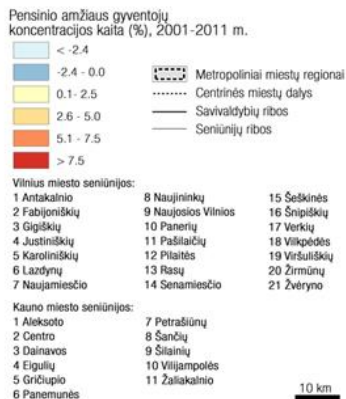 Pensinio amžiaus gyventojų
koncentracijos kaita (%), 2001-2011 m.
< -2.4
-2.4 - 0.0
0.1- 2.5
2.6 - 5.0
5.1 - 7.5
> 7.5
Metropoliniai miestų regionai
Centrinės miestų dalys
Savivaldybių ribos
Seniūnijų ribos
Vilnius miesto seniūnijos:
1 Antakalnio
2 Fabijoniškių
3 Gigiškių
4 Justiniškių
5 Karoliniškių
6 Lazdynų
7 Naujamiesčio
8 Naujininkų
9 Naujosios Vilnios
10 Panerių
11 Pašilaičių
12 Pilaitės
13 Rasų
14 Senamiesčio
15 Šeškinės
16 Šnipiškių
17 Verkių
18 Vilkpėdės
19 Viršuliškių
20 Žirmūnų
21 Žvėryno
Kauno miesto seniūnijos:
1 Aleksoto
2 Centro
3 Dainavos
4 Eigulių
5 Gričiupio
6 Panemunės
7 Petrašiūnų
8 Šančių
9 Šilainių
10 Vilijampolės
11 Žaliakalnio
10 km